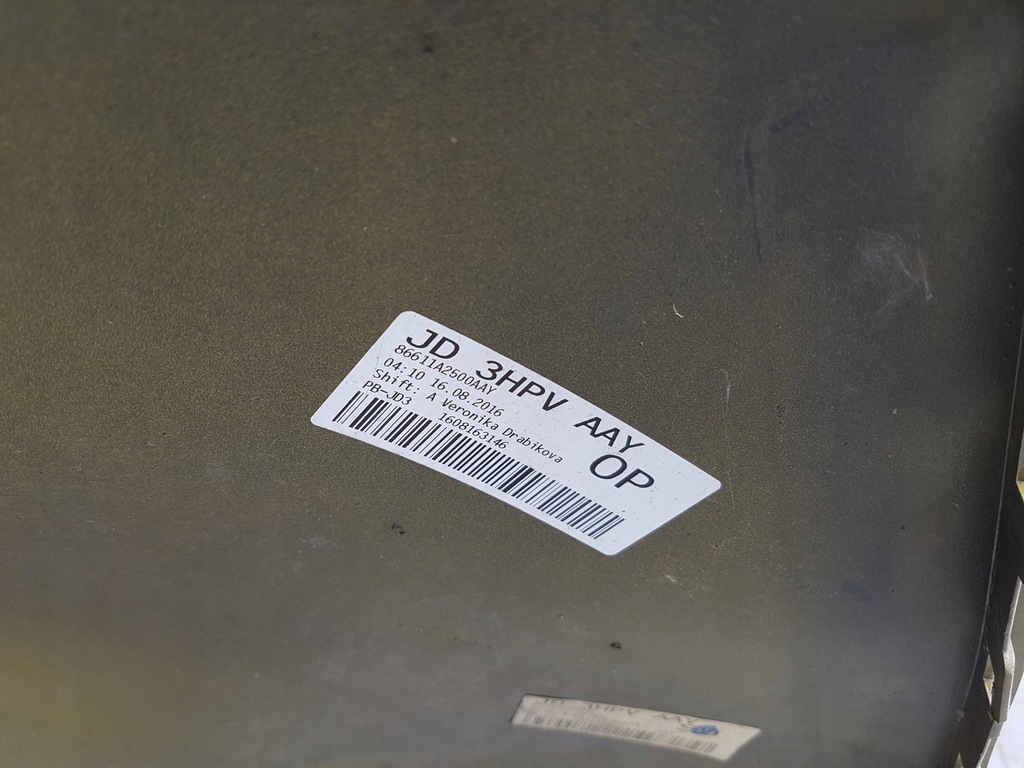 JD 3HPV AAY
86611A2500AAY
04:10 16.08.2016 OP
Shift: A Veronika Drabikova
PB-JD3 1608163146